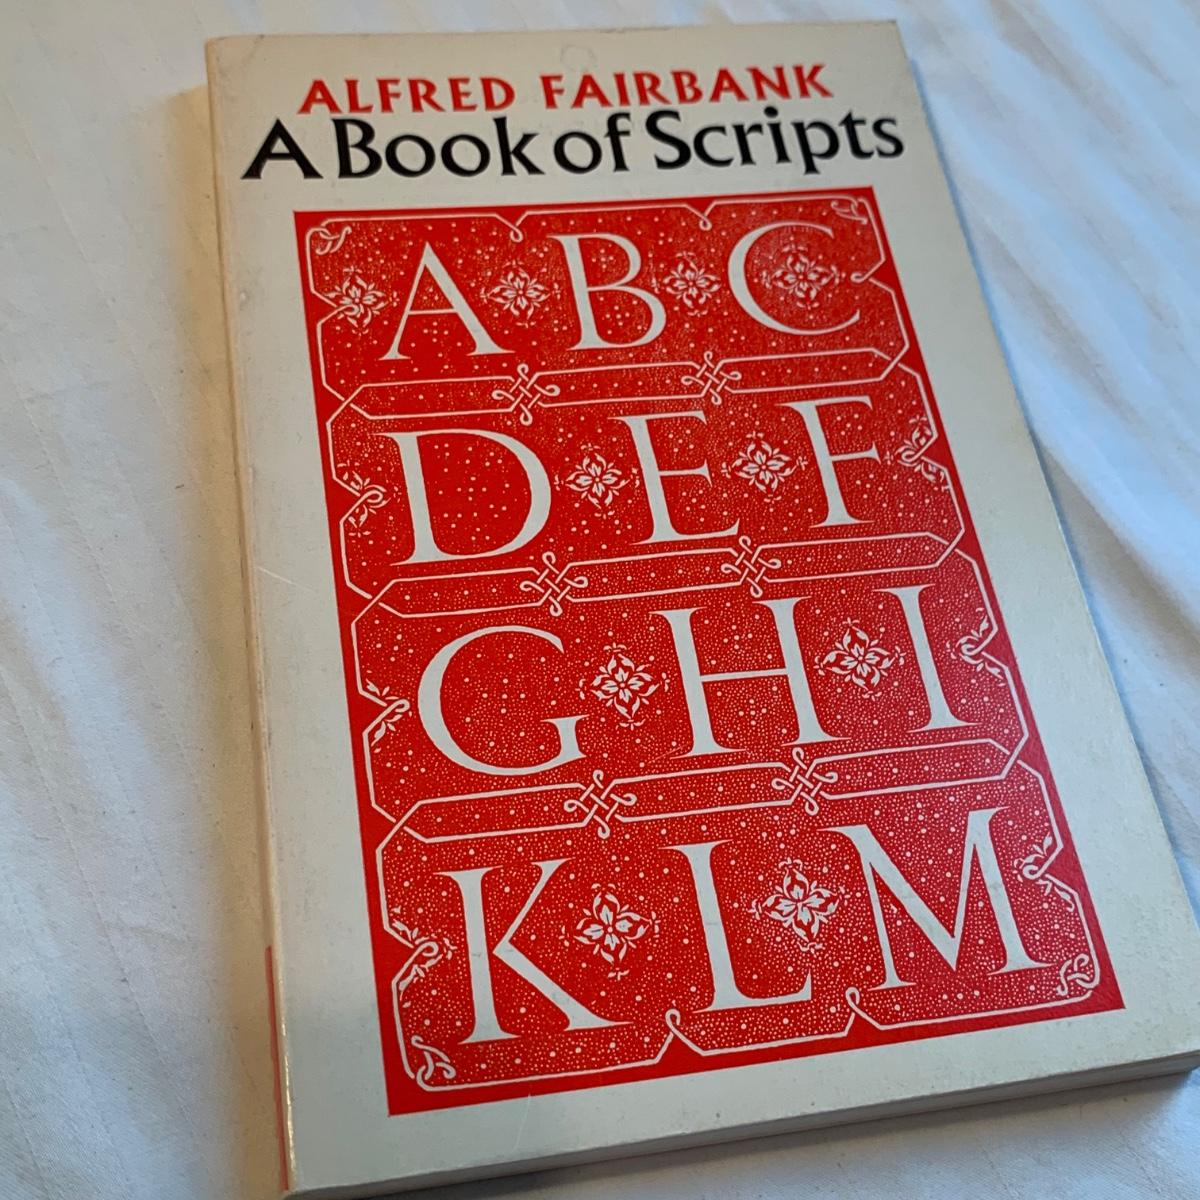 ALFRED FAIRBANK
A Book of Scripts
A B C
D E F
G H I
K L M